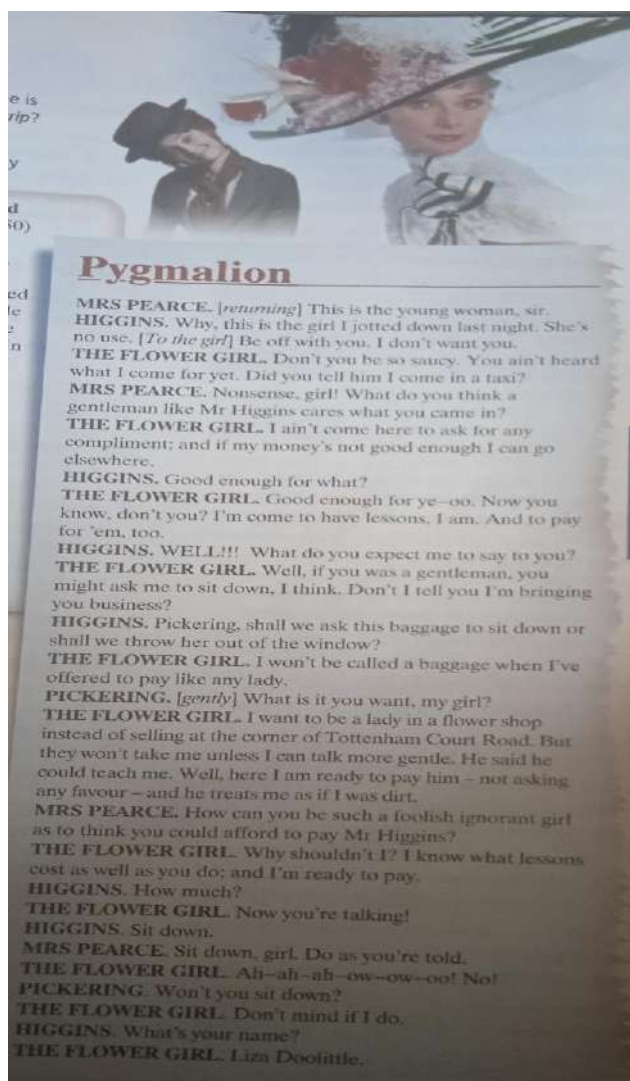 e is
rip?
y
d
50)
ed
le
e
n
Pygmalion
MRS PEARCE. [returning] This is the young woman, sir.
HIGGINS. Why, this is the girl I jotted down last night. She's
no use. [To the girl] Be off with you. I don't want you.
THE FLOWER GIRL. Don't you be so saucy. You ain't heard
what I come for yet. Did you tell him I come in a taxi?
MRS PEARCE. Nonsense, girl! What do you think a
gentleman like Mr Higgins cares what you came in?
THE FLOWER GIRL. I ain't come here to ask for any
compliment; and if my money's not good enough I can go
elsewhere.
HIGGINS. Good enough for what?
THE FLOWER GIRL. Good enough for ye–oo. Now you
know, don't you? I'm come to have lessons, I am. And to pay
for 'em, too.
HIGGINS. WELL!!! What do you expect me to say to you?
THE FLOWER GIRL. Well, if you was a gentleman, you
might ask me to sit down, I think. Don't I tell you I'm bringing
you business?
HIGGINS. Pickering, shall we ask this baggage to sit down or
shall we throw her out of the window?
THE FLOWER GIRL. I won't be called a baggage when I've
offered to pay like any lady.
PICKERING. [gently] What is it you want, my girl?
THE FLOWER GIRL. I want to be a lady in a flower shop
instead of selling at the corner of Tottenham Court Road. But
they won't take me unless I can talk more gentle. He said he
could teach me. Well, here I am ready to pay him – not asking
any favour – and he treats me as if I was dirt.
MRS PEARCE. How can you be such a foolish ignorant girl
as to think you could afford to pay Mr Higgins?
THE FLOWER GIRL. Why shouldn't I? I know what lessons
cost as well as you do; and I'm ready to pay.
HIGGINS. How much?
THE FLOWER GIRL. Now you're talking!
HIGGINS. Sit down.
MRS PEARCE. Sit down, girl. Do as you're told.
THE FLOWER GIRL. Ah–ah–ah–ow–ow–oo! No!
PICKERING. Won't you sit down?
THE FLOWER GIRL. Don't mind if I do.
HIGGINS. What's your name?
THE FLOWER GIRL. Liza Doolittle.